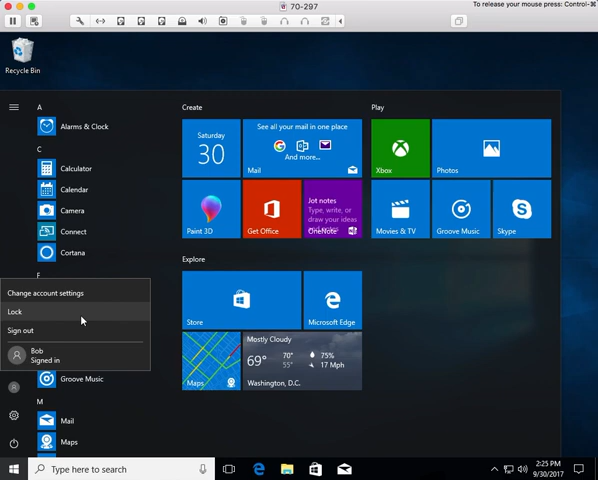 70-297
To release your mouse press: Control-⌘
Recycle Bin
A
Alarms & Clock
C
Calculator
Calendar
Camera
Connect
Cortana
F
Change account settings
Lock
Sign out
Bob
Signed in
Groove Music
M
Mail
Maps
Create
Saturday
30
See all your mail in one place
And more...
Mail
Paint 3D
Get Office
Jot notes
Type, write, or
draw your ideas
OneNote
Play
Xbox
Photos
Movies & TV
Groove Music
Skype
Explore
Store
Microsoft Edge
Maps
Mostly Cloudy
69°
70°
55°
75%
17 Mph
Washington, D.C.
Type here to search
2:25 PM
9/30/2017